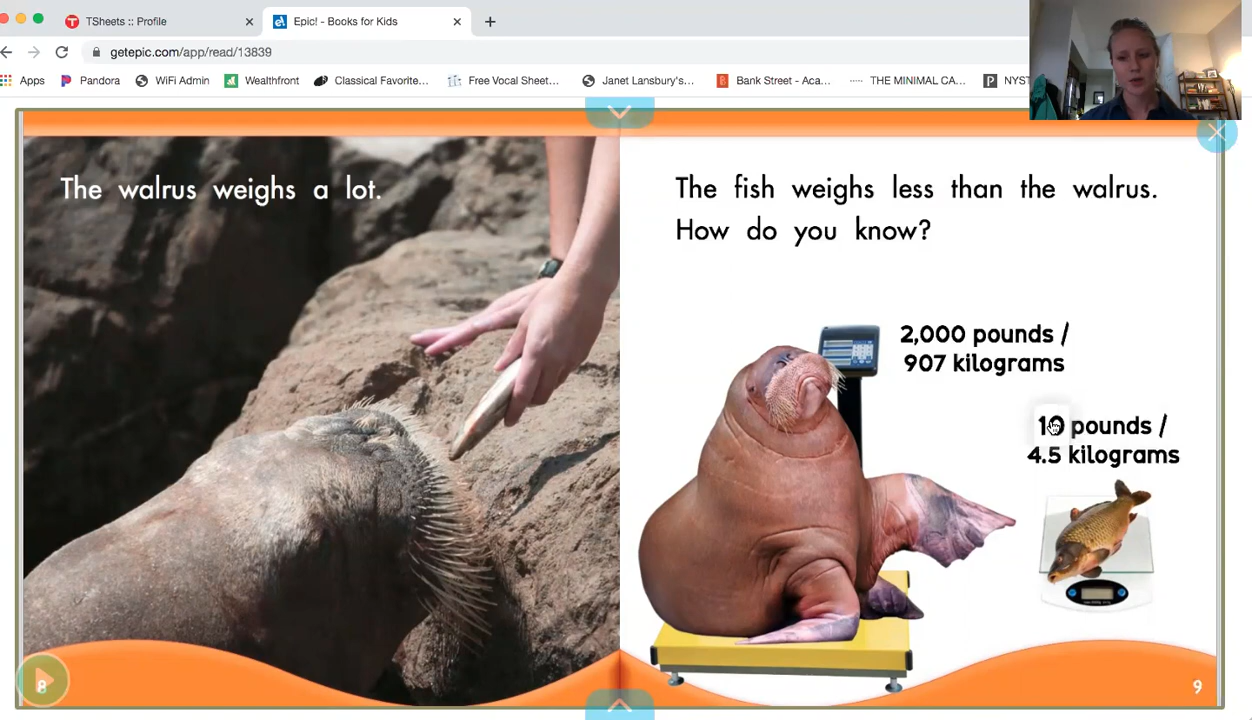 TSheets :: Profile
Epic! - Books for Kids
getepic.com/app/read/13839
Apps
Pandora
WiFi Admin
Wealthfront
Classical Favorite...
Free Vocal Sheet...
Janet Lansbury's...
Bank Street - Aca...
THE MINIMAL CA...
NYST
The walrus weighs a lot.
The fish weighs less than the walrus.
How do you know?
2,000 pounds /
907 kilograms
10 pounds /
4.5 kilograms
8
9